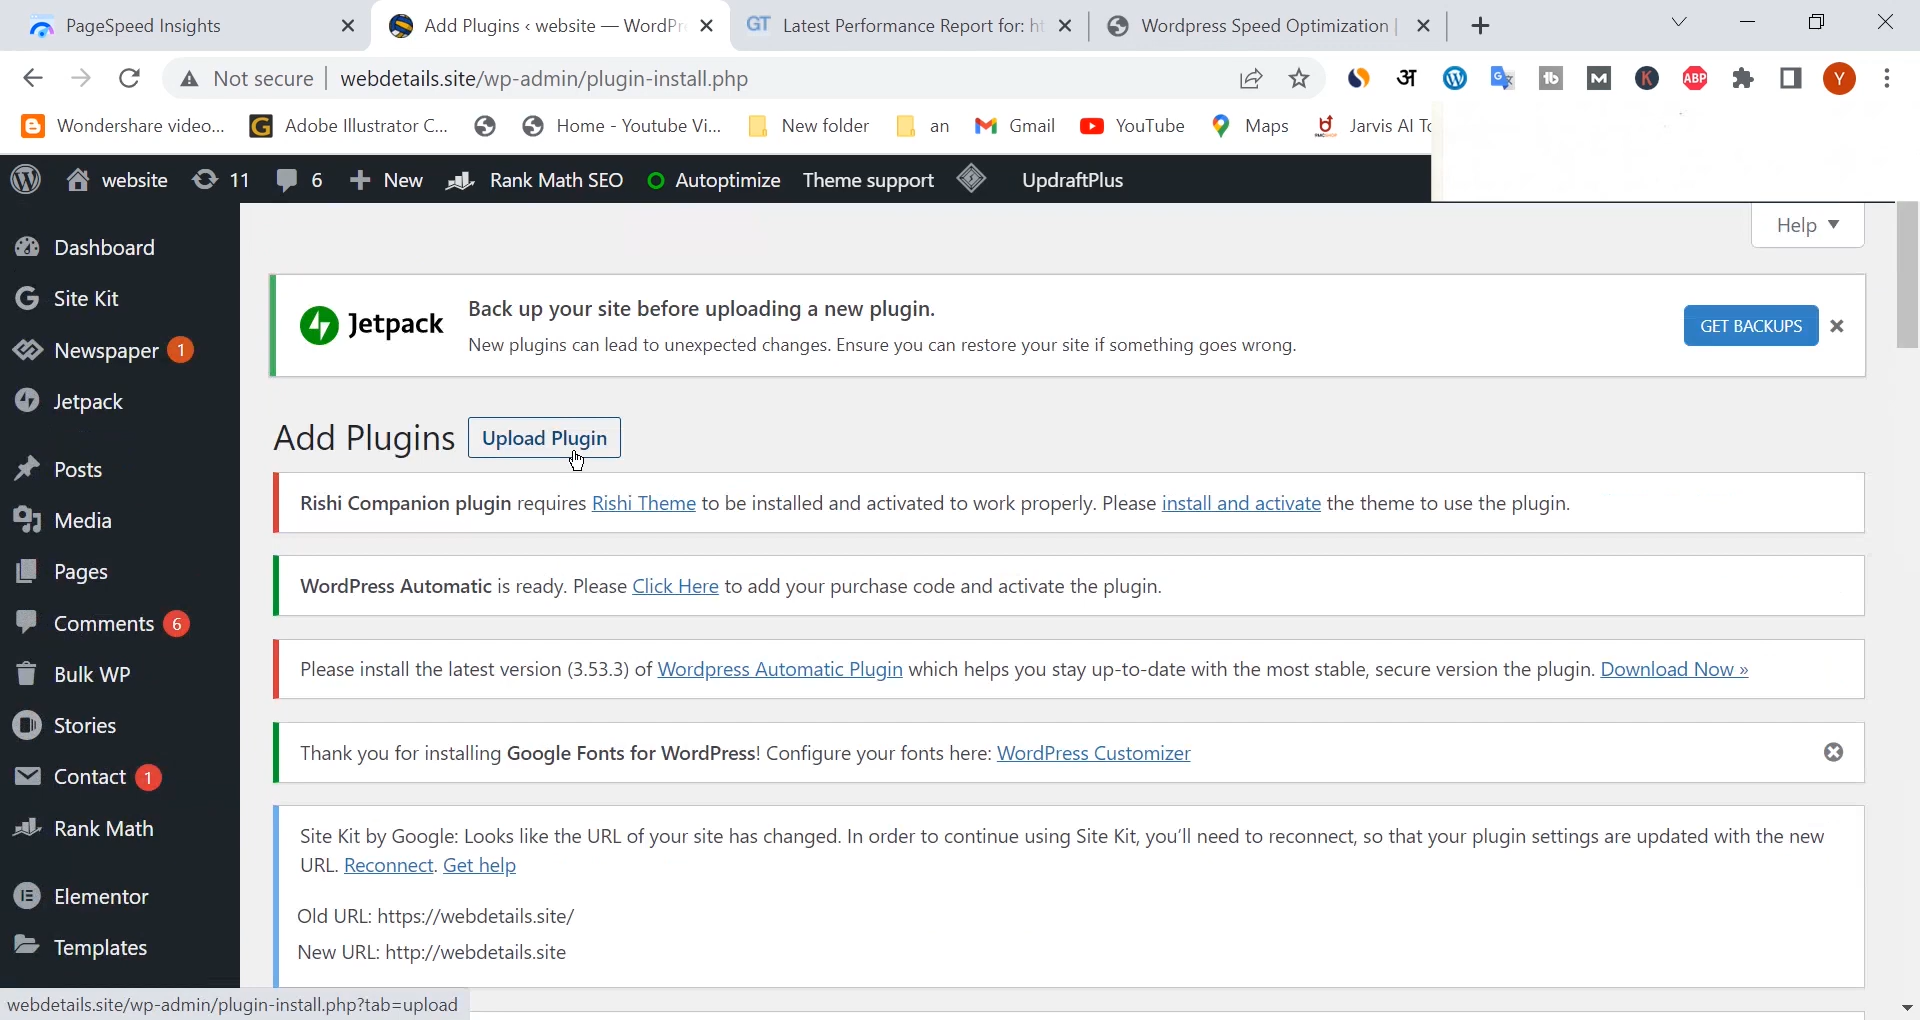 PageSpeed Insights
Add Plugins ‹ website — WordPr
GT Latest Performance Report for: ht
Wordpress Speed Optimization |
Not secure | webdetails.site/wp-admin/plugin-install.php
अ
tb
M
K
ABP
Y
Wondershare video...
Adobe Illustrator C...
Home - Youtube Vi...
New folder
an
Gmail
YouTube
Maps
Jarvis AI To
website
11
6
New
Rank Math SEO
Autoptimize
Theme support
UpdraftPlus
Help
Dashboard
Site Kit
Newspaper 1
Jetpack
Posts
Media
Pages
Comments 6
Bulk WP
Stories
Contact 1
Rank Math
Elementor
Templates
Jetpack
Back up your site before uploading a new plugin.
New plugins can lead to unexpected changes. Ensure you can restore your site if something goes wrong.
GET BACKUPS
Add Plugins Upload Plugin
Rishi Companion plugin requires Rishi Theme to be installed and activated to work properly. Please install and activate the theme to use the plugin.
WordPress Automatic is ready. Please Click Here to add your purchase code and activate the plugin.
Please install the latest version (3.53.3) of Wordpress Automatic Plugin which helps you stay up-to-date with the most stable, secure version the plugin. Download Now »
Thank you for installing Google Fonts for WordPress! Configure your fonts here: WordPress Customizer
Site Kit by Google: Looks like the URL of your site has changed. In order to continue using Site Kit, you'll need to reconnect, so that your plugin settings are updated with the new
URL. Reconnect. Get help
Old URL: https://webdetails.site/
New URL: http://webdetails.site
webdetails.site/wp-admin/plugin-install.php?tab=upload